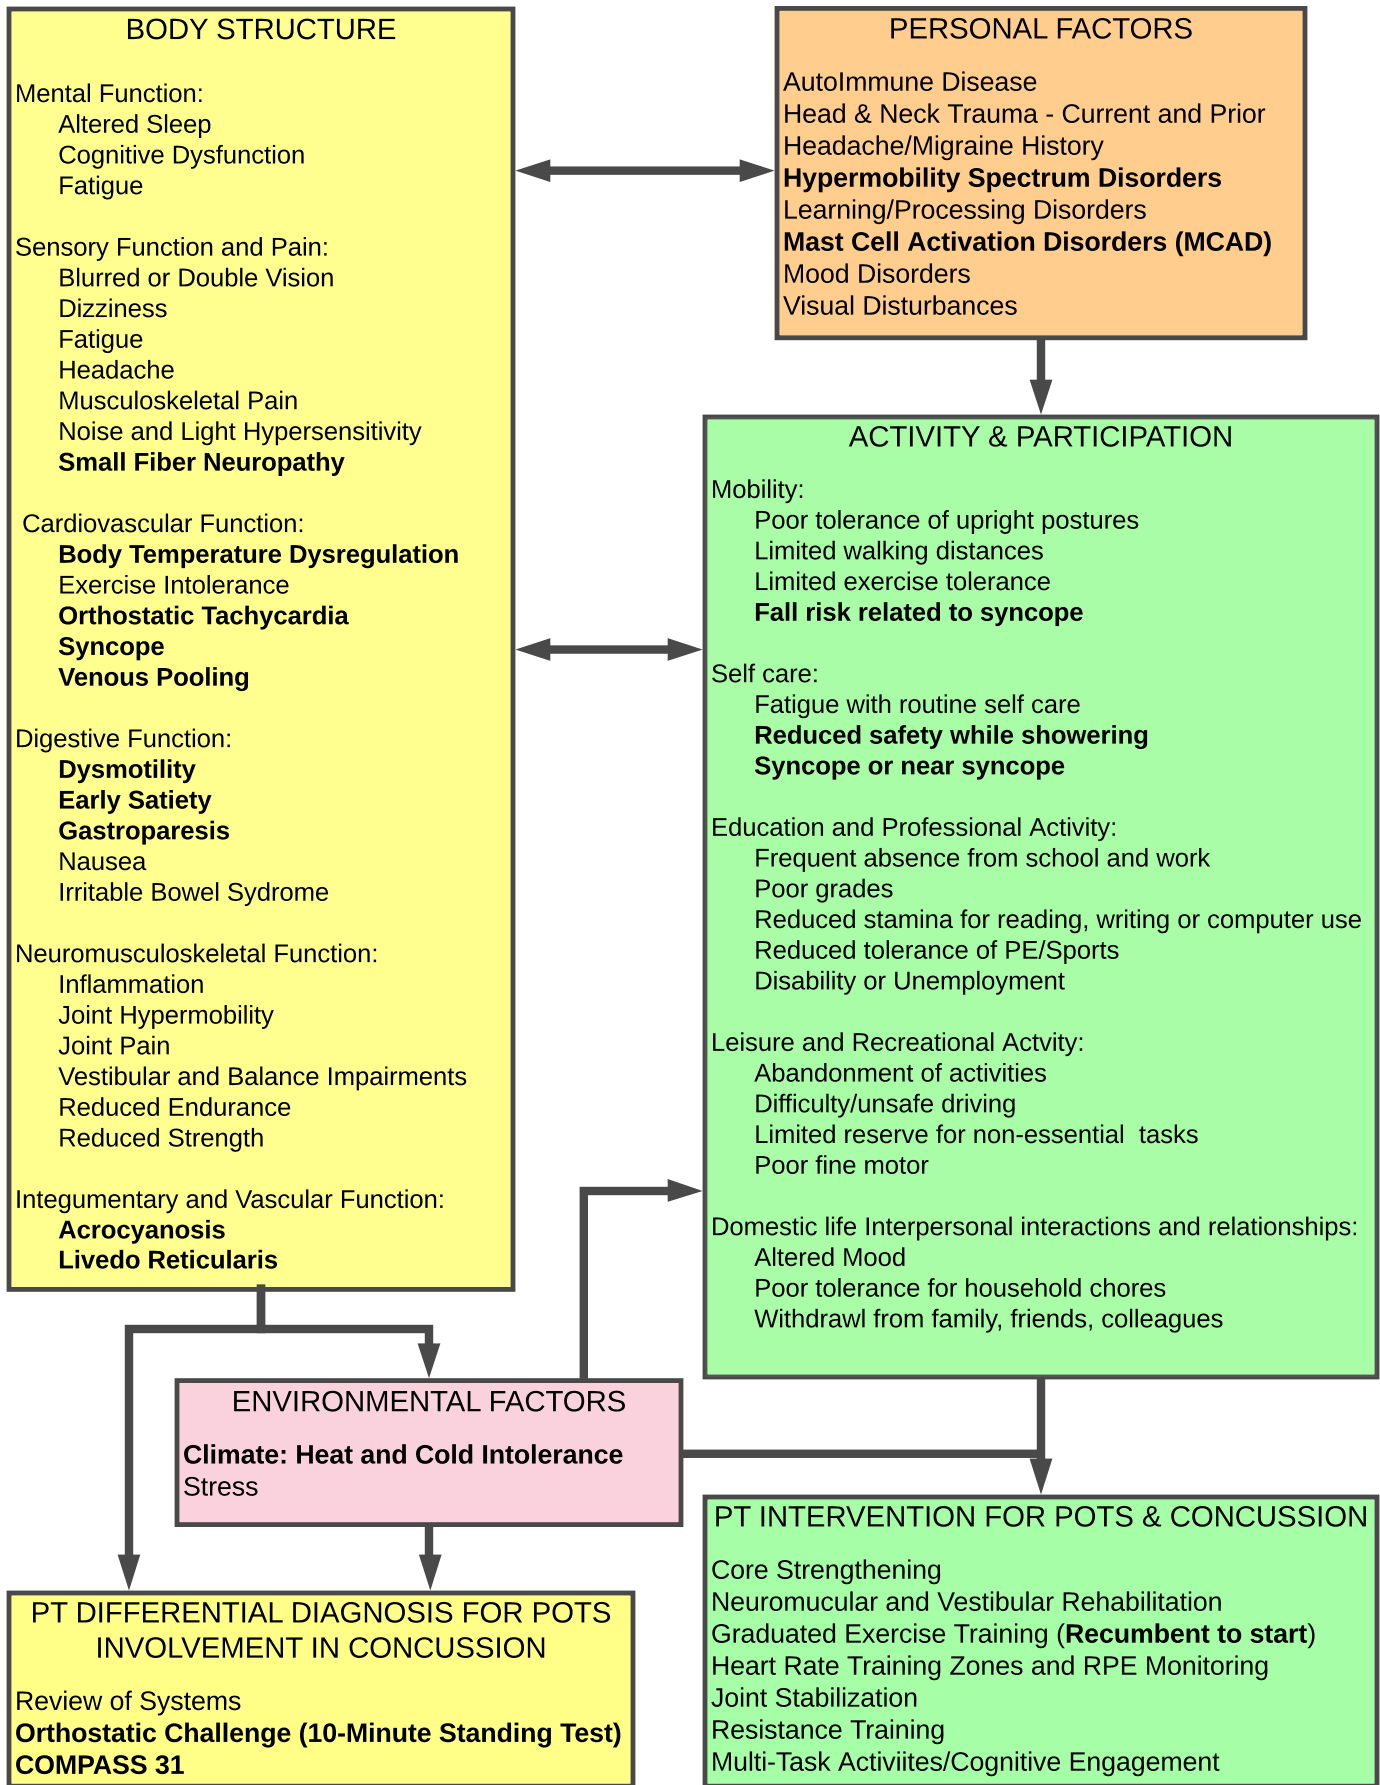 BODY STRUCTURE
Mental Function:
Altered Sleep
Cognitive Dysfunction
Fatigue
Sensory Function and Pain:
Blurred or Double Vision
Dizziness
Fatigue
Headache
Musculoskeletal Pain
Noise and Light Hypersensitivity
Small Fiber Neuropathy
Cardiovascular Function:
Body Temperature Dysregulation
Exercise Intolerance
Orthostatic Tachycardia
Syncope
Venous Pooling
Digestive Function:
Dysmotility
Early Satiety
Gastroparesis
Nausea
Irritable Bowel Sydrome
Neuromusculoskeletal Function:
Inflammation
Joint Hypermobility
Joint Pain
Vestibular and Balance Impairments
Reduced Endurance
Reduced Strength
Integumentary and Vascular Function:
Acrocyanosis
Livedo Reticularis
PERSONAL FACTORS
AutoImmune Disease
Head & Neck Trauma - Current and Prior
Headache/Migraine History
Hypermobility Spectrum Disorders
Learning/Processing Disorders
Mast Cell Activation Disorders (MCAD)
Mood Disorders
Visual Disturbances
ACTIVITY & PARTICIPATION
Mobility:
Poor tolerance of upright postures
Limited walking distances
Limited exercise tolerance
Fall risk related to syncope
Self care:
Fatigue with routine self care
Reduced safety while showering
Syncope or near syncope
Education and Professional Activity:
Frequent absence from school and work
Poor grades
Reduced stamina for reading, writing or computer use
Reduced tolerance of PE/Sports
Disability or Unemployment
Leisure and Recreational Actvity:
Abandonment of activities
Difficulty/unsafe driving
Limited reserve for non-essential  tasks
Poor fine motor
Domestic life Interpersonal interactions and relationships:
Altered Mood
Poor tolerance for household chores
Withdrawl from family, friends, colleagues
ENVIRONMENTAL FACTORS
Climate: Heat and Cold Intolerance
Stress
PT DIFFERENTIAL DIAGNOSIS FOR POTS
INVOLVEMENT IN CONCUSSION
Review of Systems
Orthostatic Challenge (10-Minute Standing Test)
COMPASS 31
PT INTERVENTION FOR POTS & CONCUSSION
Core Strengthening
Neuromucular and Vestibular Rehabilitation
Graduated Exercise Training (Recumbent to start)
Heart Rate Training Zones and RPE Monitoring
Joint Stabilization
Resistance Training
Multi-Task Activiites/Cognitive Engagement